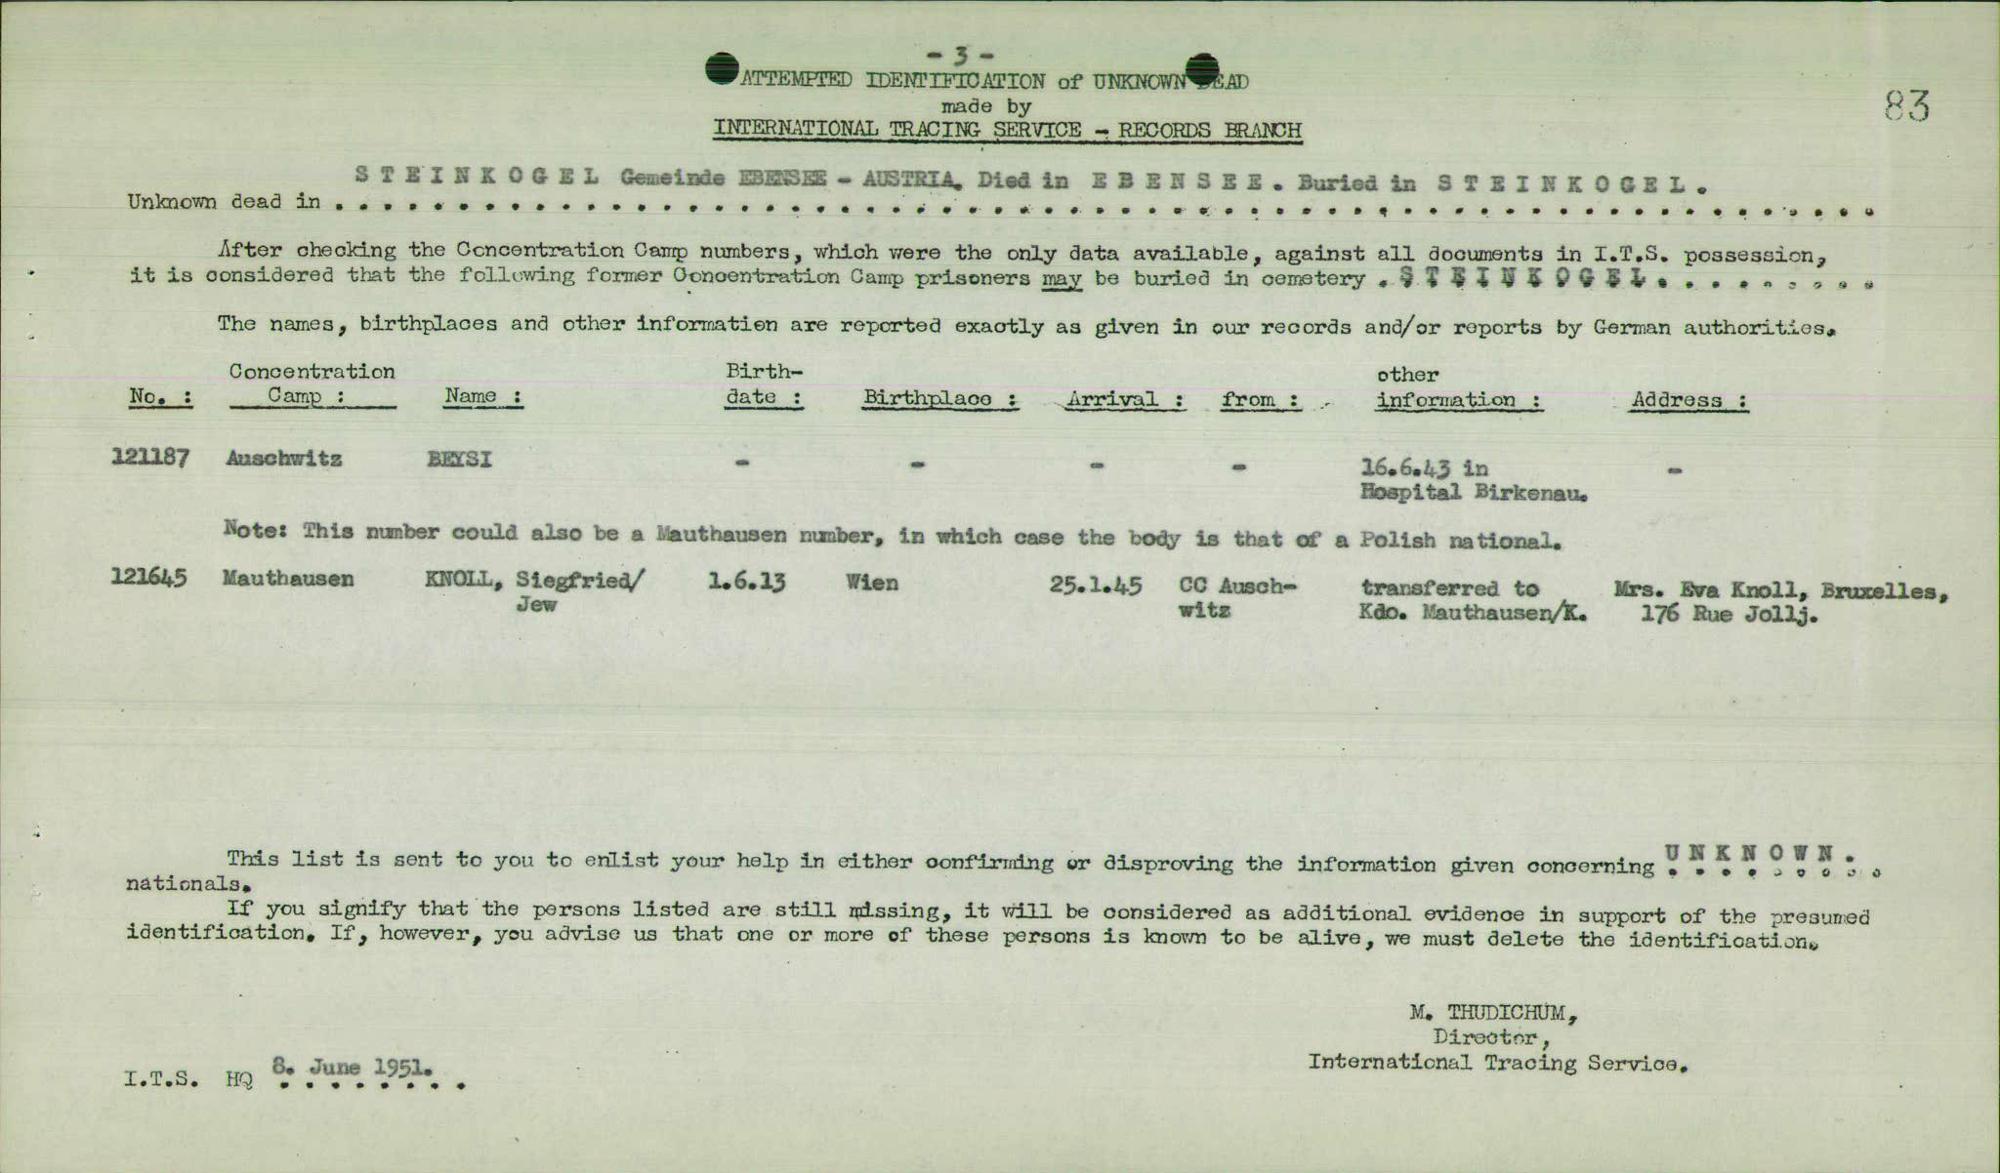 - 3 -
ATTEMPTED IDENTIFICATION of UNKNOWN DEAD
made by
INTERNATIONAL TRACING SERVICE - RECORDS BRANCH
83
STEINKOGEL Gemeinde EBENSEE - AUSTRIA. Died in EBENSEE. Buried in STEINKOGEL.
Unknown dead in . . . . . . . . . . . . . . . . . . . . . . . . . . . . . . . . . . . . . . . . . . . . . . . . . . . . . . . . . . . . .
After checking the Concentration Camp numbers, which were the only data available, against all documents in I.T.S. possession,
it is considered that the following former Concentration Camp prisoners may be buried in cemetery . STEINKOGEL. . . . . . . . .
The names, birthplaces and other information are reported exactly as given in our records and/or reports by German authorities.
Concentration Birth- other
No. : Camp : Name : date : Birthplace : Arrival : from : information : Address :
121187 Auschwitz BEYSI - - - - 16.6.43 in -
Hospital Birkenau.
Note: This number could also be a Mauthausen number, in which case the body is that of a Polish national.
121645 Mauthausen KNOLL, Siegfried/ 1.6.13 Wien 25.1.45 CC Ausch- transferred to Mrs. Eva Knoll, Bruxelles,
Jew witz Kdo. Mauthausen/K. 176 Rue Jollj.
This list is sent to you to enlist your help in either confirming or disproving the information given concerning UNKNOWN.
nationals.
If you signify that the persons listed are still missing, it will be considered as additional evidence in support of the presumed
identification. If, however, you advise us that one or more of these persons is known to be alive, we must delete the identification.
M. THUDICHUM,
Director,
International Tracing Service.
I.T.S. HQ 8. June 1951.